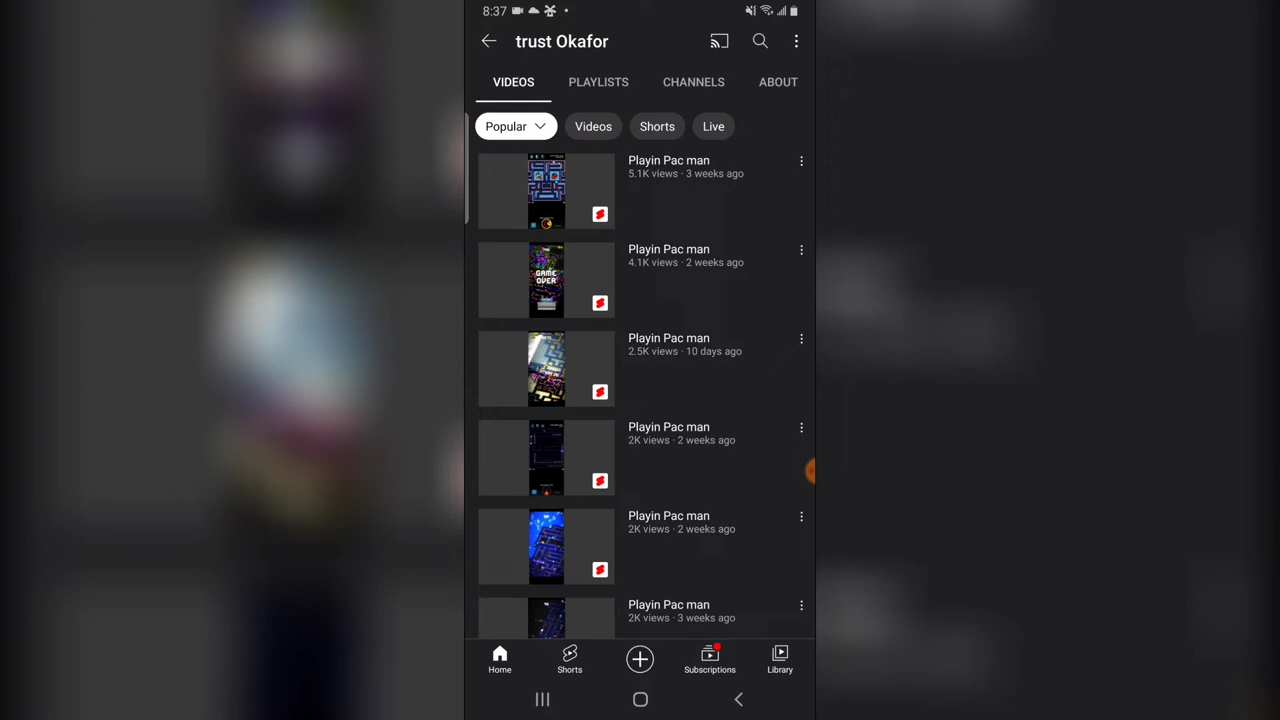 8:37
trust Okafor
VIDEOS PLAYLISTS CHANNELS ABOUT
Popular Videos Shorts Live
Playin Pac man
5.1K views · 3 weeks ago
GAME
OVER
Playin Pac man
4.1K views · 2 weeks ago
Playin Pac man
2.5K views · 10 days ago
Playin Pac man
2K views · 2 weeks ago
Playin Pac man
2K views · 2 weeks ago
Playin Pac man
2K views · 3 weeks ago
Home Shorts Subscriptions Library